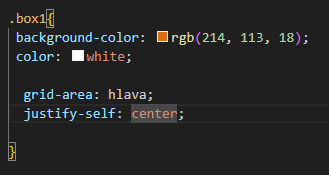 .box1{
background-color: rgb(214, 113, 18);
color: white;
grid-area: hlava;
justify-self: center;
}